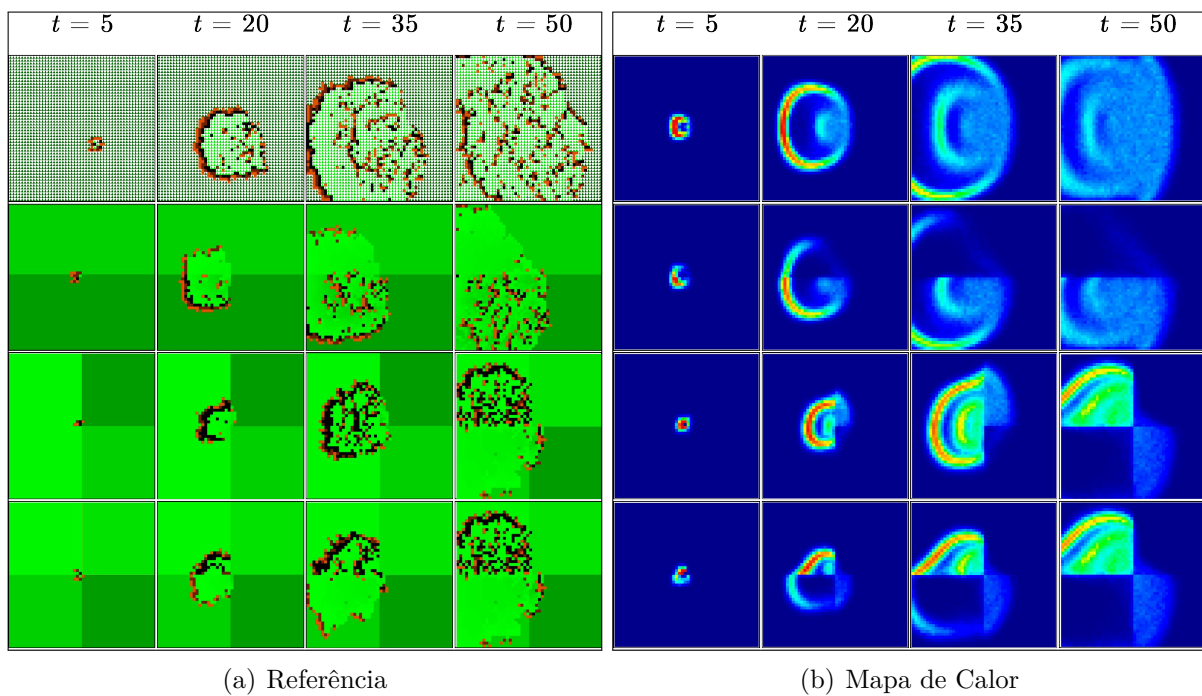 t = 5 t = 20 t = 35 t = 50 t = 5 t = 20 t = 35 t = 50
(a) Referência (b) Mapa de Calor